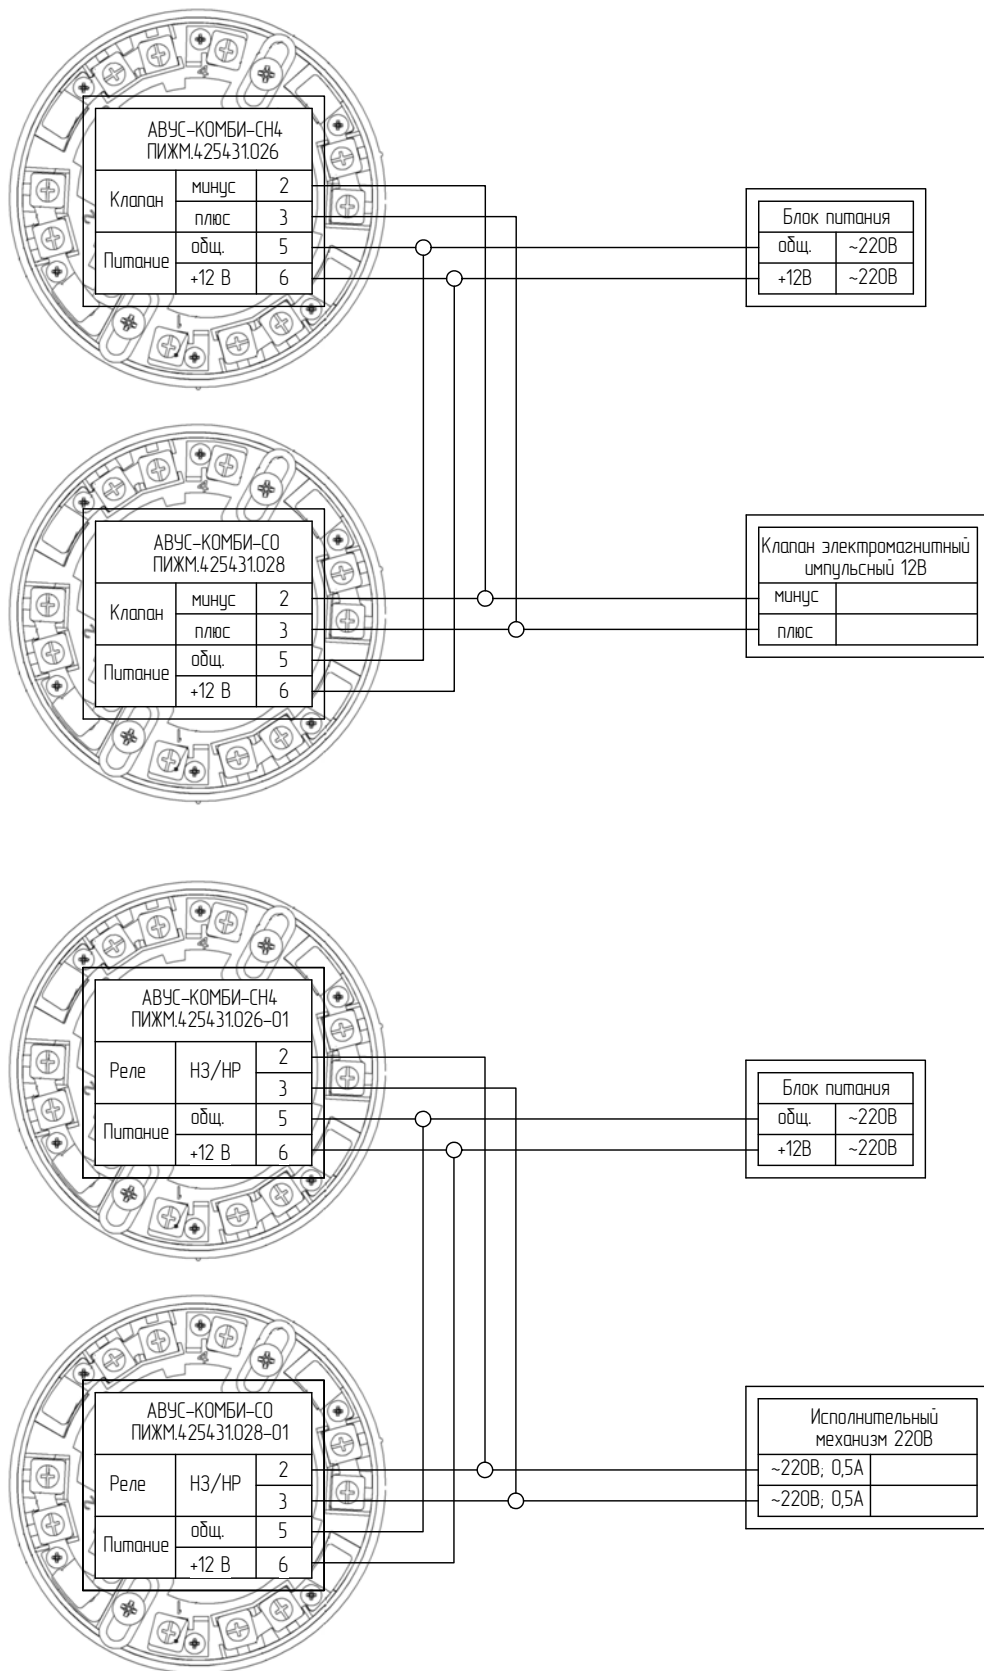 АВУС-КОМБИ-СН4
ПИЖМ.425431.026
Клапан
минус 2
плюс 3
Питание
общ. 5
+12 В 6
Блок питания
общ. ~220В
+12В ~220В
АВУС-КОМБИ-СО
ПИЖМ.425431.028
Клапан
минус 2
плюс 3
Питание
общ. 5
+12 В 6
Клапан электромагнитный
импульсный 12В
минус
плюс
АВУС-КОМБИ-СН4
ПИЖМ.425431.026-01
Реле НЗ/НР
2
3
Питание
общ. 5
+12 В 6
Блок питания
общ. ~220В
+12В ~220В
АВУС-КОМБИ-СО
ПИЖМ.425431.028-01
Реле НЗ/НР
2
3
Питание
общ. 5
+12 В 6
Исполнительный
механизм 220В
~220В; 0,5А
~220В; 0,5А